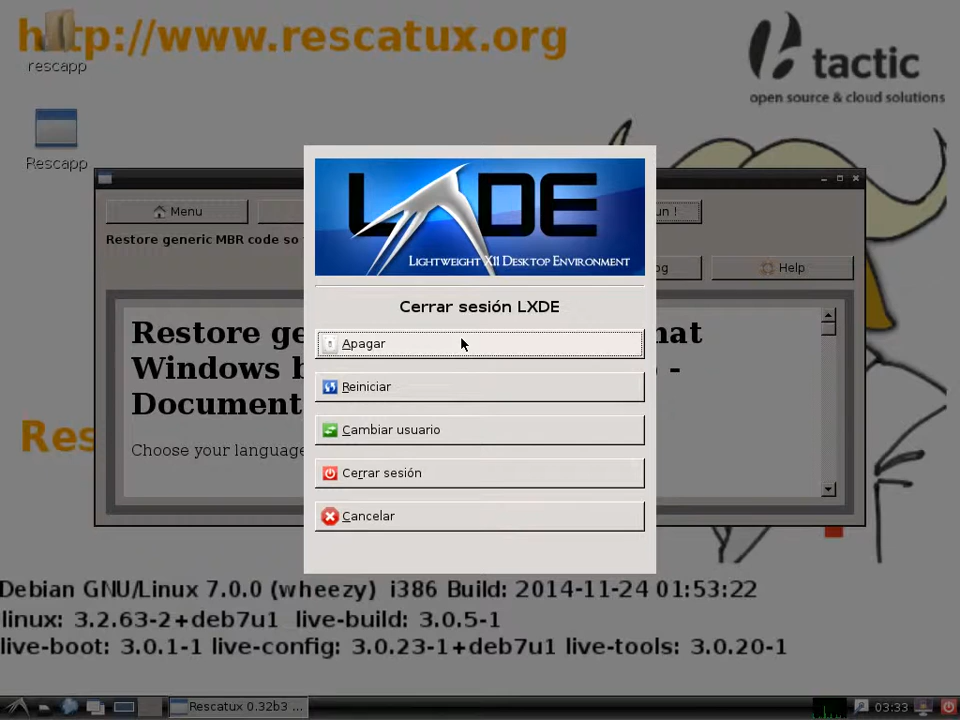 http://www.rescatux.org
tactic
open source & cloud solutions
rescapp
Rescapp
LXDE
LIGHTWEIGHT X11 DESKTOP ENVIRONMENT
Menu
un !
Restore generic MBR code so
og
Help
Cerrar sesión LXDE
Apagar
Reiniciar
Cambiar usuario
Cerrar sesión
Cancelar
Restore ge
hat
Windows b
-
Document
Choose your language
Res
Debian GNU/Linux 7.0.0 (wheezy)  i386 Build: 2014-11-24 01:53:22
linux: 3.2.63-2+deb7u1  live-build: 3.0.5-1
live-boot: 3.0.1-1 live-config: 3.0.23-1+deb7u1 live-tools: 3.0.20-1
Rescatux 0.32b3 ...
03:33